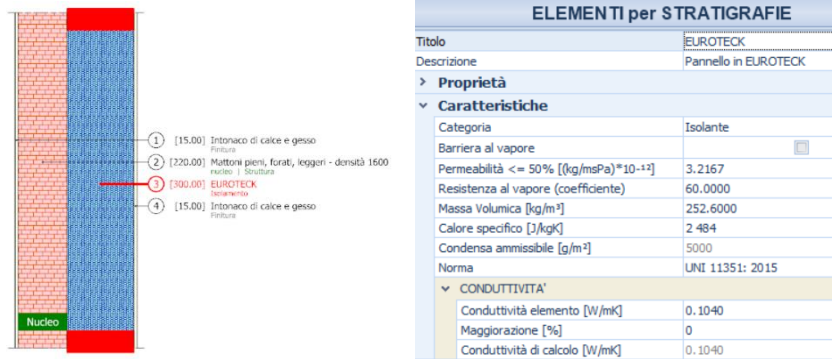 1 [15.00] Intonaco di calce e gesso
Finitura
2 [220.00] Mattoni pieni, forati, leggeri - densità 1600
nucleo | Struttura
3 [300.00] EUROTECK
Isolamento
4 [15.00] Intonaco di calce e gesso
Finitura
Nucleo
ELEMENTI per STRATIGRAFIE
Titolo EUROTECK
Descrizione Pannello in EUROTECK
Proprietà
Caratteristiche
Categoria Isolante
Barriera al vapore
Permeabilità <= 50% [(kg/msPa)*10-¹²] 3.2167
Resistenza al vapore (coefficiente) 60.0000
Massa Volumica [kg/m³] 252.6000
Calore specifico [J/kgK] 2 484
Condensa ammissibile [g/m²] 5000
Norma UNI 11351: 2015
CONDUTTIVITA'
Conduttività elemento [W/mK] 0.1040
Maggiorazione [%] 0
Conduttività di calcolo [W/mK] 0.1040